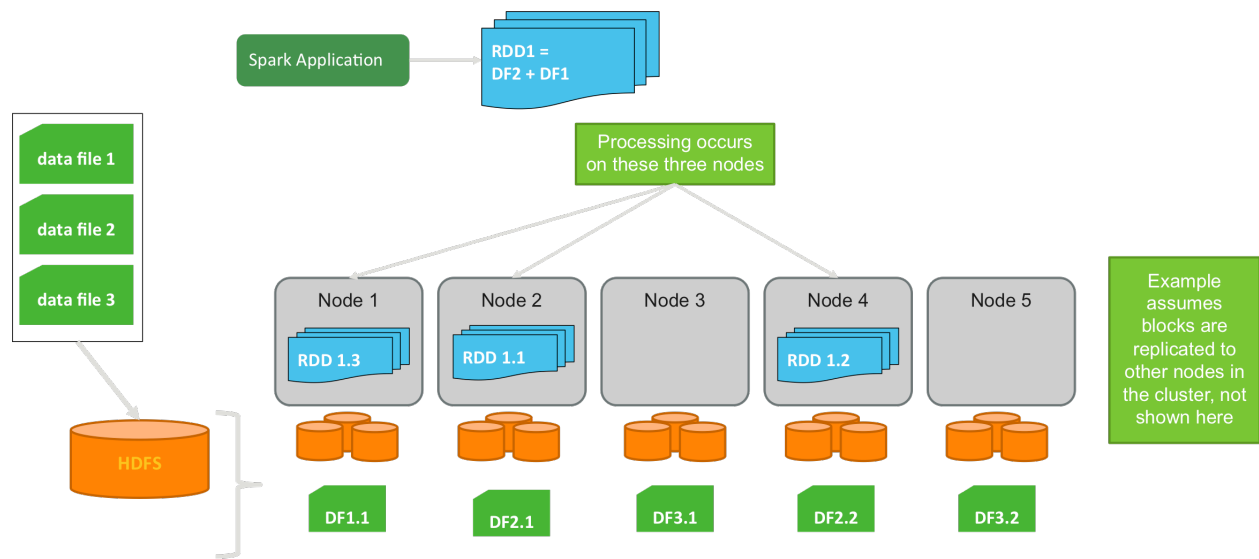 Spark Application
RDD1 =
DF2 + DF1
Processing occurs
on these three nodes
data file 1
data file 2
data file 3
Node 1
Node 2
Node 3
Node 4
Node 5
RDD 1.3
RDD 1.1
RDD 1.2
Example
assumes
blocks are
replicated to
other nodes in
the cluster, not
shown here
HDFS
DF1.1
DF2.1
DF3.1
DF2.2
DF3.2